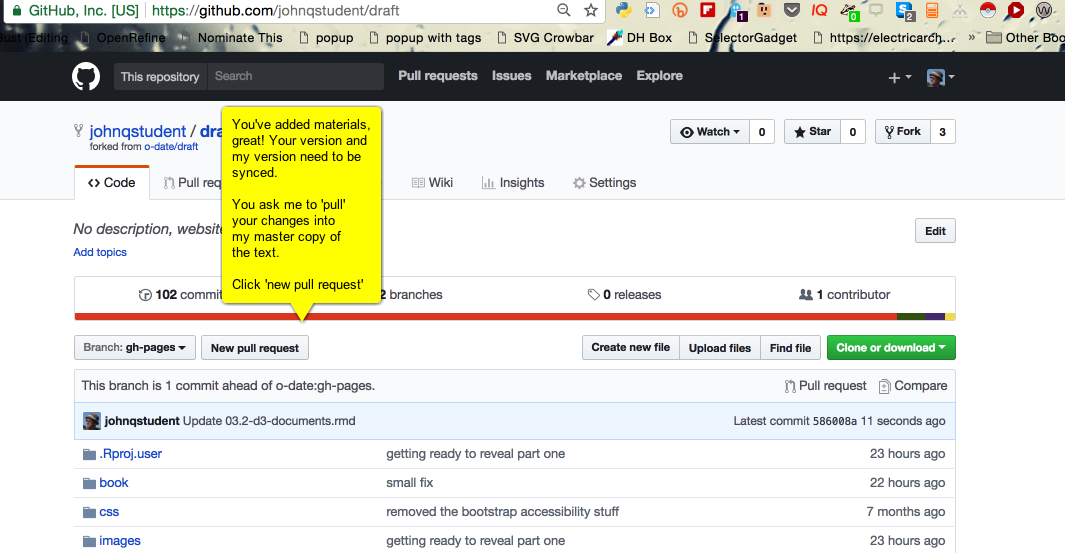 GitHub, Inc. [US] https://github.com/johnqstudent/draft
IQ 1 0 2
(Editing OpenRefine Nominate This popup popup with tags SVG Crowbar DH Box SelectorGadget https://electricarch... » Other Boo
This repository Search Pull requests Issues Marketplace Explore
You've added materials,
great! Your version and
my version need to be
synced.
You ask me to 'pull'
your changes into
my master copy of
the text.
Click 'new pull request'
johnqstudent / dra
forked from o-date/draft
Watch 0 Star 0 Fork 3
Code Pull req Wiki Insights Settings
No description, website
Edit
Add topics
102 commit 2 branches 0 releases 1 contributor
Branch: gh-pages New pull request Create new file Upload files Find file Clone or download
This branch is 1 commit ahead of o-date:gh-pages. Pull request Compare
johnqstudent Update 03.2-d3-documents.rmd Latest commit 586008a 11 seconds ago
.Rproj.user getting ready to reveal part one 23 hours ago
book small fix 22 hours ago
css removed the bootstrap accessibility stuff 7 months ago
images getting ready to reveal part one 23 hours ago